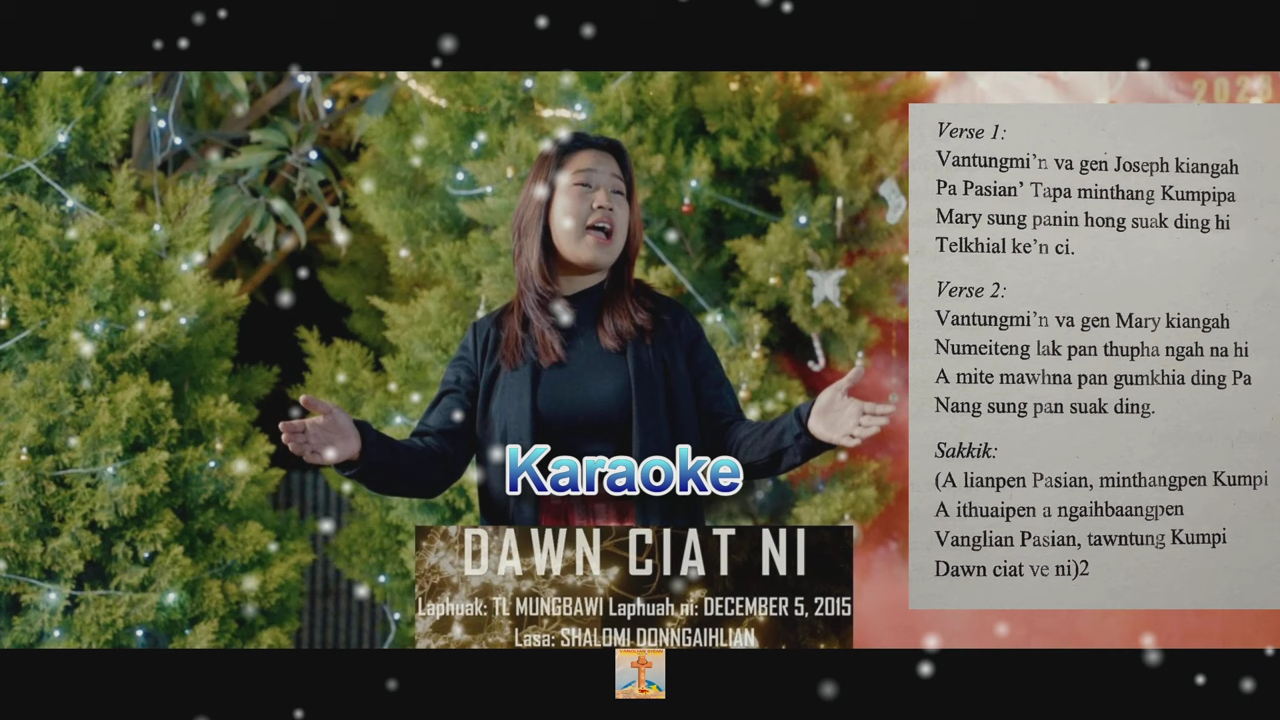 Verse 1:
Vantungmi'n va gen Joseph kiangah
Pa Pasian' Tapa minthang Kumpipa
Mary sung panin hong suak ding hi
Telkhial ke'n ci.
Verse 2:
Vantungmi'n va gen Mary kiangah
Numeiteng lak pan thupha ngah na hi
A mite mawhna pan gumkhia ding Pa
Nang sung pan suak ding.
Sakkik:
(A lianpen Pasian, minthangpen Kumpi
A ithuaipen a ngaihbaangpen
Vanglian Pasian, tawntung Kumpi
Dawn ciat ve ni)2
Karaoke
DAWN CIAT NI
Laphuak: TL MUNGBAWI Laphuah ni: DECEMBER 5, 2015
Lasa: SHALOMI DONNGAIHLIAN